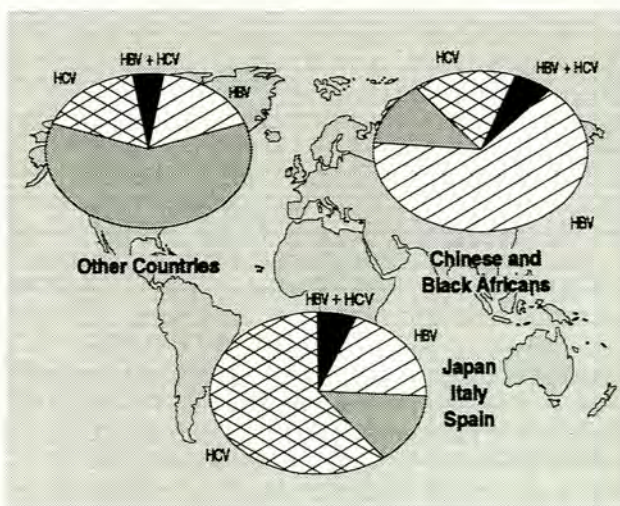 HCV
HBV + HCV
HBV
Other Countries
HCV
HBV + HCV
HBV
Chinese and
Black Africans
HBV + HCV
HBV
HCV
Japan
Italy
Spain